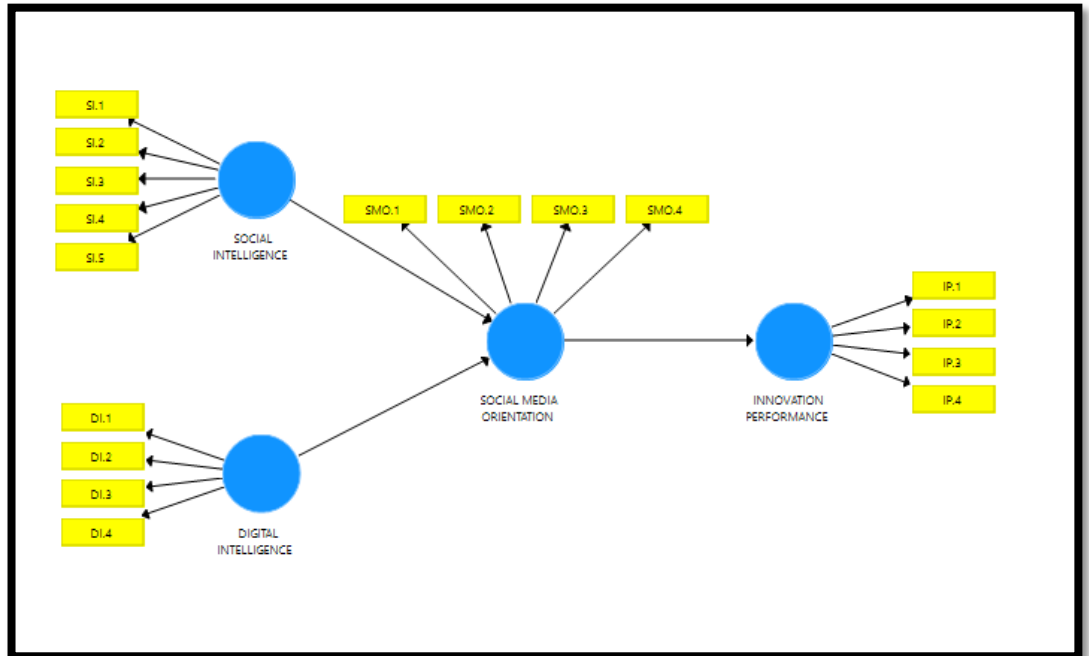 SI.1
SI.2
SI.3
SI.4
SI.5
SOCIAL
INTELLIGENCE
SMO.1
SMO.2
SMO.3
SMO.4
SOCIAL MEDIA
ORIENTATION
IP.1
IP.2
IP.3
IP.4
INNOVATION
PERFORMANCE
DI.1
DI.2
DI.3
DI.4
DIGITAL
INTELLIGENCE